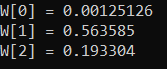 W[0] = 0.00125126
W[1] = 0.563585
W[2] = 0.193304